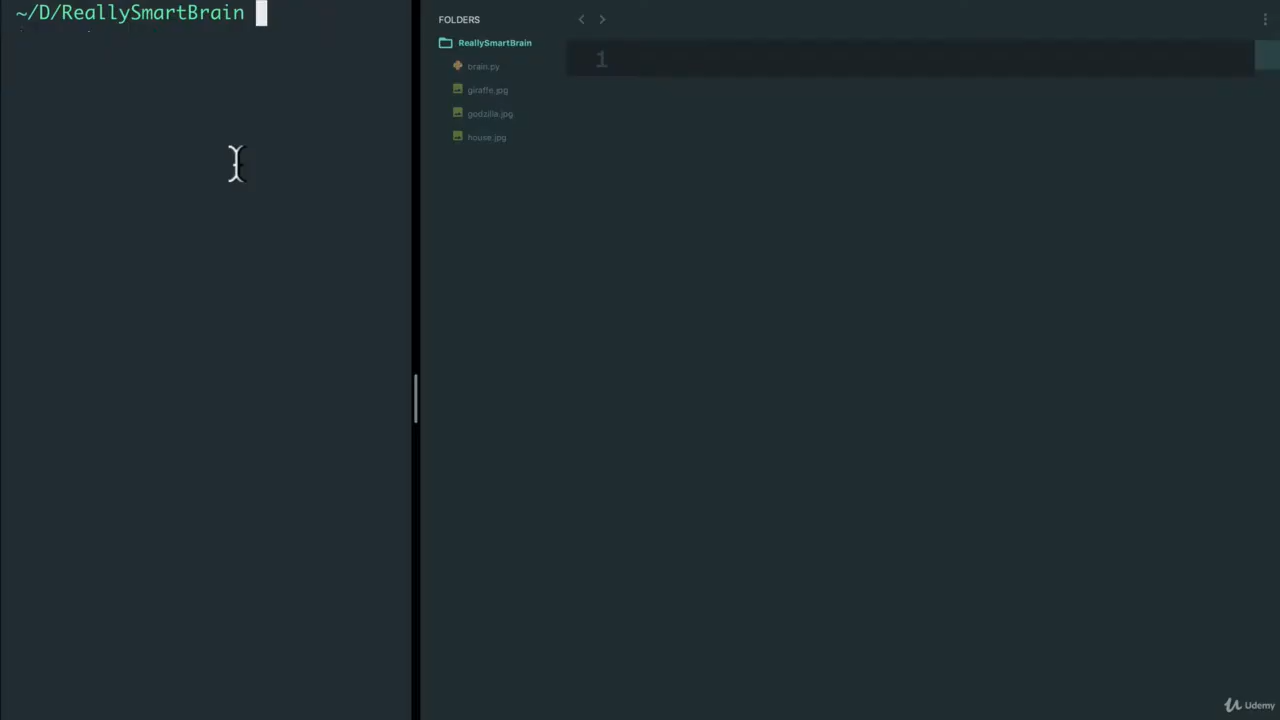 ~/D/ReallySmartBrain
FOLDERS
ReallySmartBrain
brain.py
giraffe.jpg
godzilla.jpg
house.jpg
1
Udemy